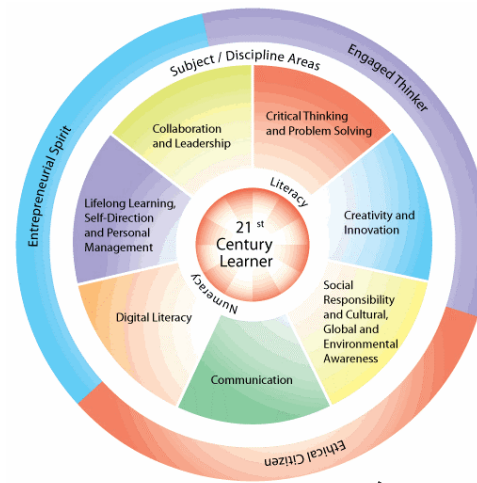 Engaged Thinker
Subject / Discipline Areas
Entrepreneurial Spirit
Collaboration
and Leadership
Critical Thinking
and Problem Solving
Literacy
Lifelong Learning,
Self-Direction
and Personal
Management
21 st
Century
Learner
Creativity and
Innovation
Numeracy
Digital Literacy
Social
Responsibility
and Cultural,
Global and
Environmental
Awareness
Communication
Ethical Citizen